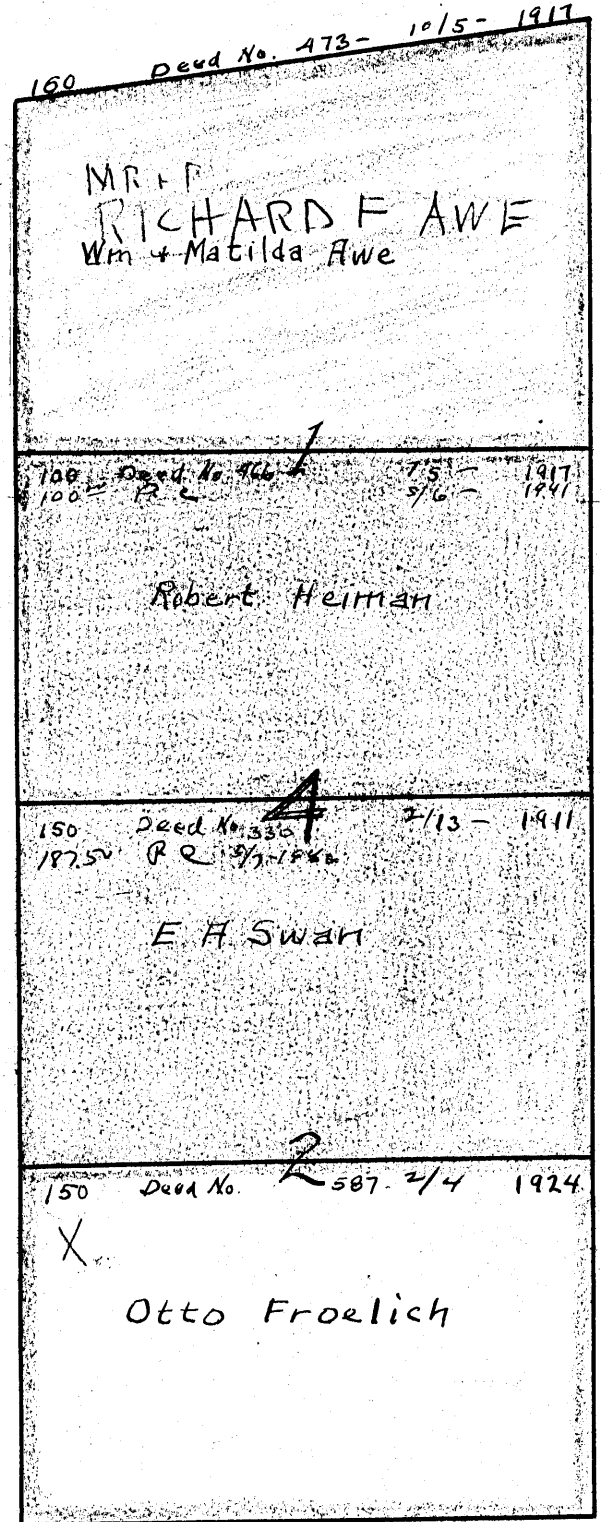 160 Deed No. 473- 10/5- 1917
MR + 
RICHARD F AWE
Wm + Matilda Awe
1
100 Deed No. 466 7 5 - 1917
100 = R e 5/6 - 1941
Robert Heiman
4
150 Deed No. 330 2/13 - 1911
187.50 R e
E A Swan
2
150 Deed No. 587. 2/4 1924
X
Otto Froelich